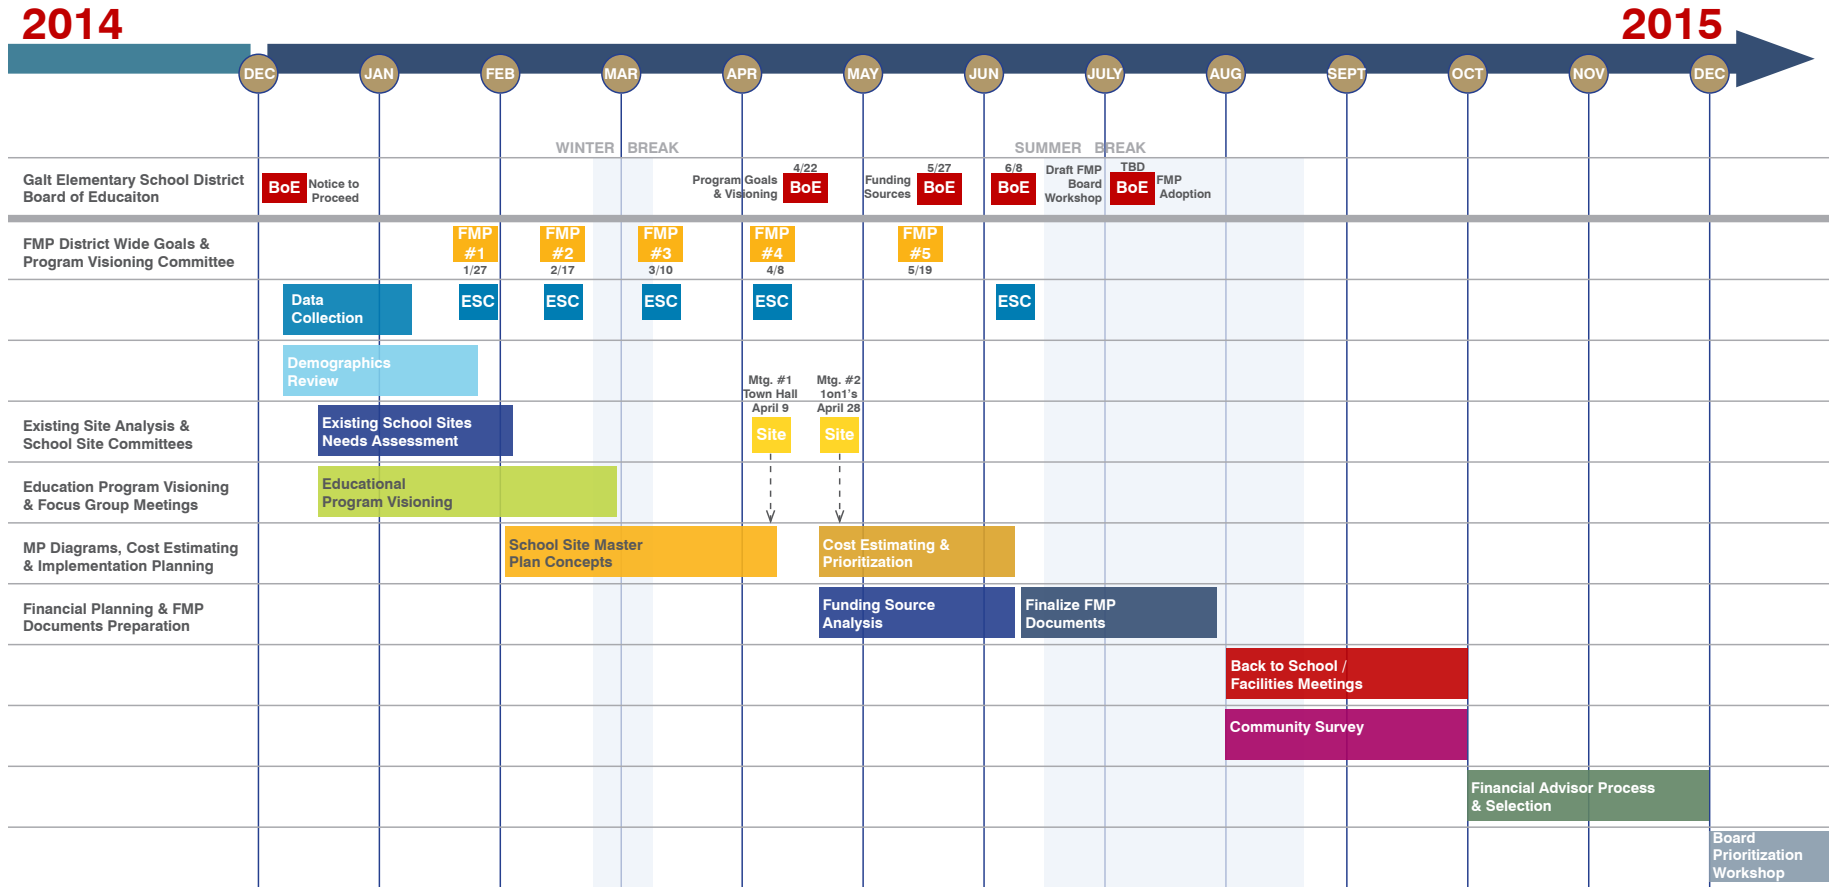 2014
2015
DEC JAN FEB MAR APR MAY JUN JULY AUG SEPT OCT NOV DEC
WINTER BREAK
SUMMER BREAK
Galt Elementary School District
Board of Educaiton
BoE
Notice to
Proceed
Program Goals
& Visioning
4/22
BoE
Funding
Sources
5/27
BoE
6/8
BoE
Draft FMP
Board
Workshop
TBD
BoE
FMP
Adoption
FMP District Wide Goals &
Program Visioning Committee
FMP
#1
1/27
FMP
#2
2/17
FMP
#3
3/10
FMP
#4
4/8
FMP
#5
5/19
Data
Collection
ESC
ESC
ESC
ESC
ESC
Demographics
Review
Mtg. #1
Town Hall
April 9
Mtg. #2
1on1's
April 28
Existing Site Analysis &
School Site Committees
Existing School Sites
Needs Assessment
Site
Site
Education Program Visioning
& Focus Group Meetings
Educational
Program Visioning
MP Diagrams, Cost Estimating
& Implementation Planning
School Site Master
Plan Concepts
Cost Estimating &
Prioritization
Financial Planning & FMP
Documents Preparation
Funding Source
Analysis
Finalize FMP
Documents
Back to School /
Facilities Meetings
Community Survey
Financial Advisor Process
& Selection
Board
Prioritization
Workshop